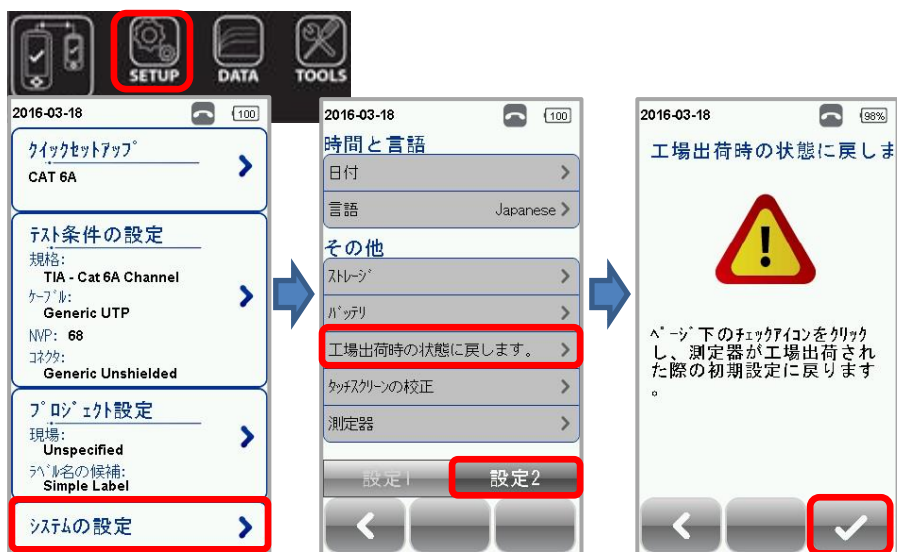 SETUP
DATA
TOOLS
2016-03-18
100
ｸｲｯｸｾｯﾄｱｯﾌﾟ
CAT 6A
ﾃｽﾄ条件の設定
規格:
TIA - Cat 6A Channel
ｹｰﾌﾞﾙ:
Generic UTP
NVP: 68
ｺﾈｸﾀ:
Generic Unshielded
ﾌﾟﾛｼﾞｪｸﾄ設定
現場:
Unspecified
ﾗﾍﾞﾙ名の候補:
Simple Label
ｼｽﾃﾑの設定
2016-03-18
100
時間と言語
日付
言語 Japanese
その他
ｽﾄﾚｰｼﾞ
ﾊﾞｯﾃﾘ
工場出荷時の状態に戻します。
ﾀｯﾁｽｸﾘｰﾝの校正
測定器
設定1
設定2
2016-03-18
98%
工場出荷時の状態に戻しま
ﾍﾟｰｼﾞ下のﾁｪｯｸｱｲｺﾝをｸﾘｯｸ
し、測定器が工場出荷され
た際の初期設定に戻ります
。